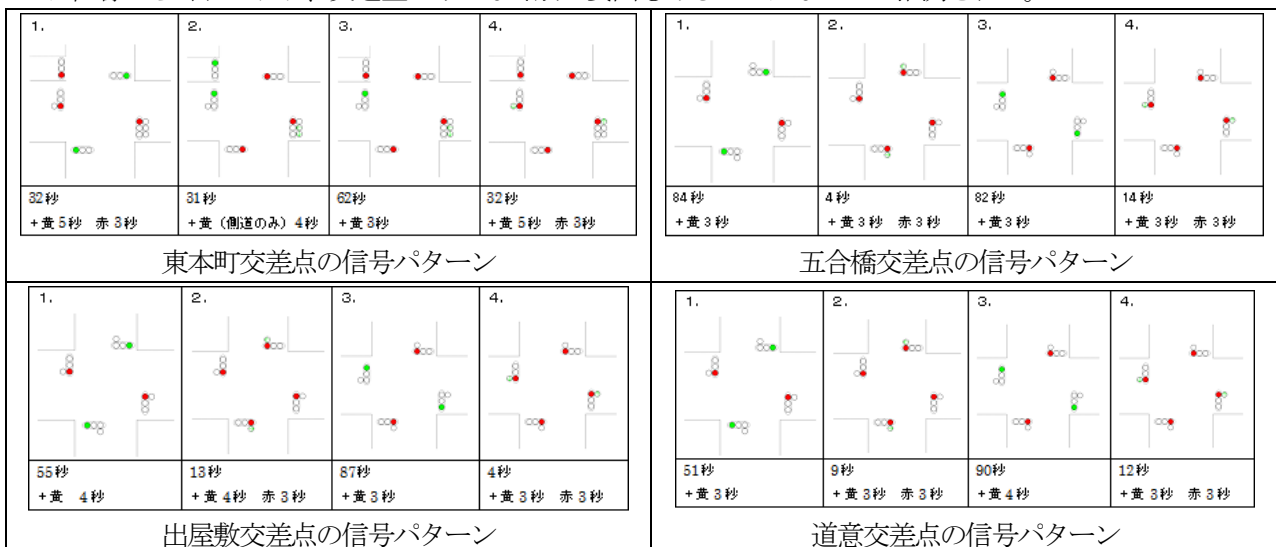 1.
2.
3.
4.
32秒
+黄5秒 赤3秒
31秒
+黄(側道のみ)4秒
62秒
+黄3秒
32秒
+黄5秒 赤3秒
東本町交差点の信号パターン
1.
2.
3.
4.
84秒
+黄3秒
4秒
+黄3秒 赤3秒
82秒
+黄3秒
14秒
+黄3秒 赤3秒
五合橋交差点の信号パターン
1.
2.
3.
4.
55秒
+黄 4秒
13秒
+黄4秒 赤3秒
87秒
+黄3秒
4秒
+黄3秒 赤3秒
出屋敷交差点の信号パターン
1.
2.
3.
4.
51秒
+黄3秒
9秒
+黄3秒 赤3秒
90秒
+黄4秒
12秒
+黄3秒 赤3秒
道意交差点の信号パターン